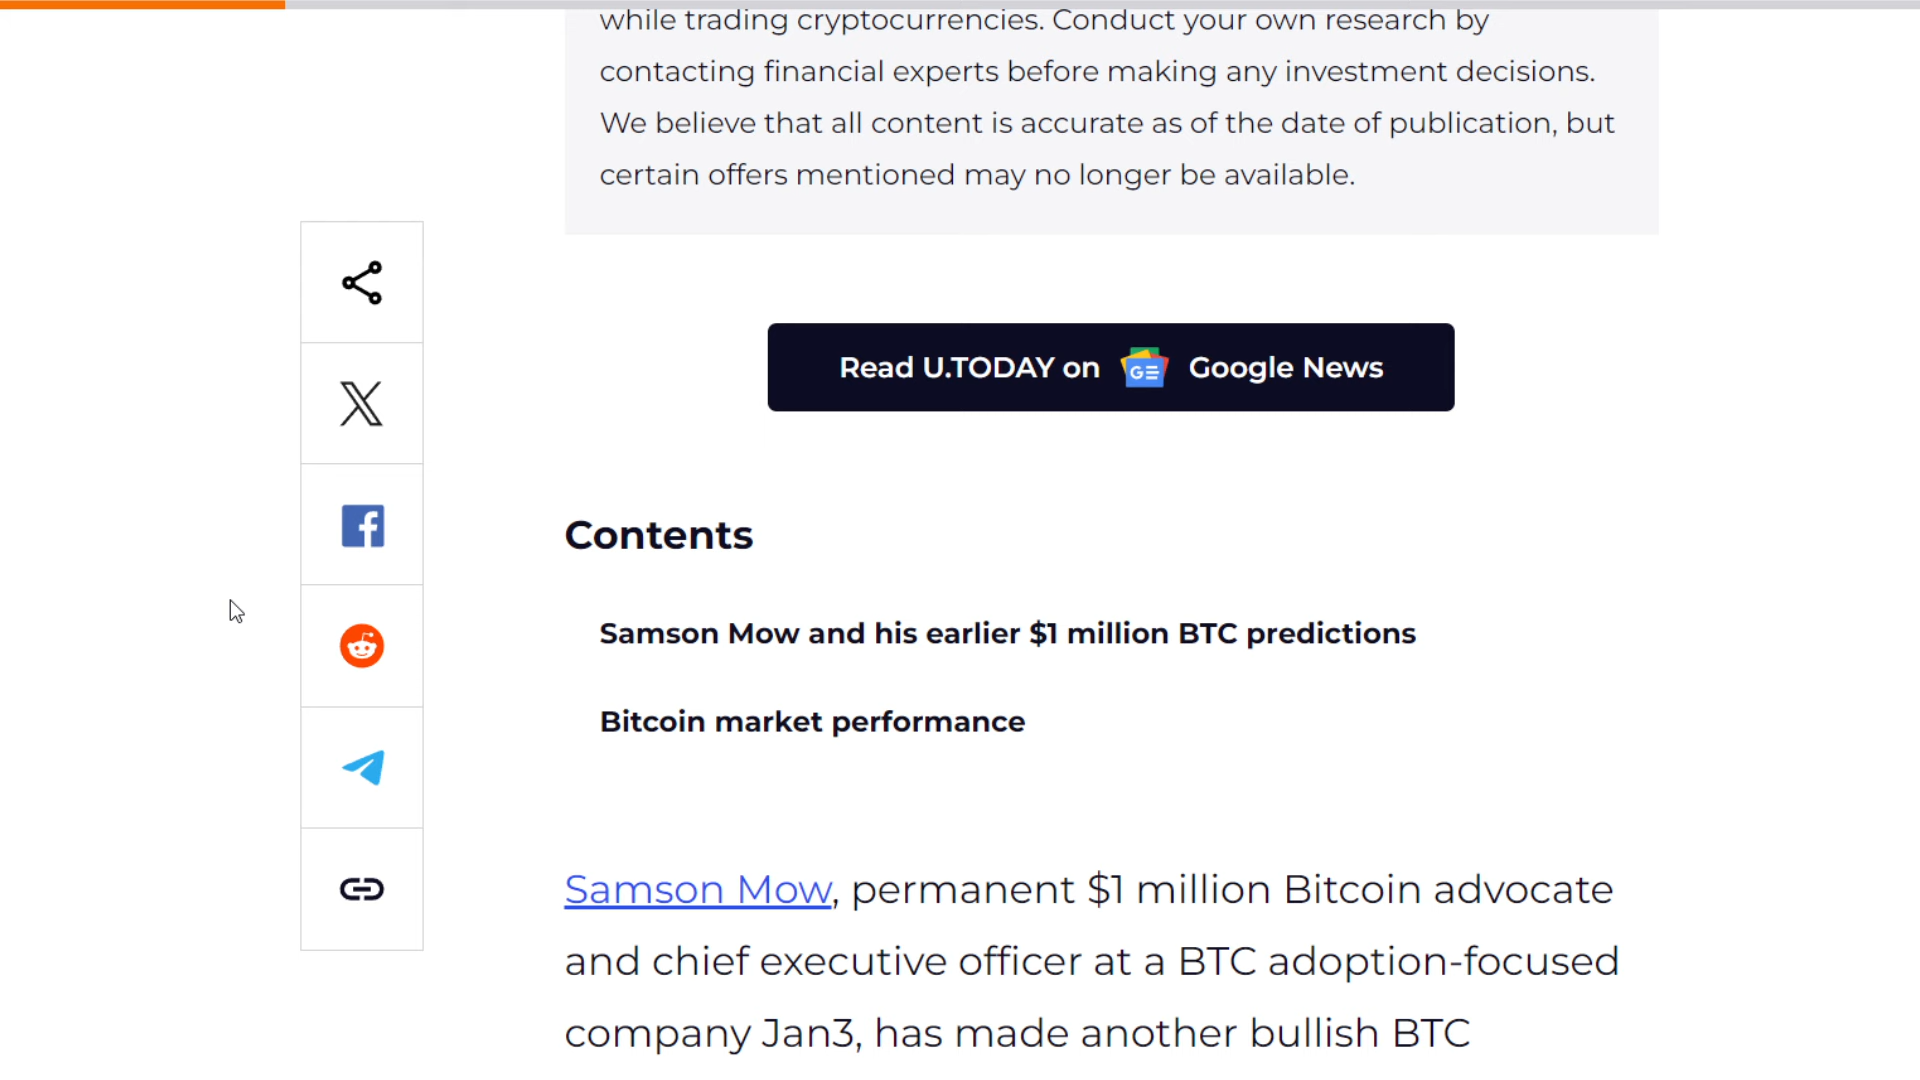 while trading cryptocurrencies. Conduct your own research by
contacting financial experts before making any investment decisions.
We believe that all content is accurate as of the date of publication, but
certain offers mentioned may no longer be available.
Read U.TODAY on GE Google News
Contents
Samson Mow and his earlier $1 million BTC predictions
Bitcoin market performance
Samson Mow, permanent $1 million Bitcoin advocate
and chief executive officer at a BTC adoption-focused
company Jan3, has made another bullish BTC